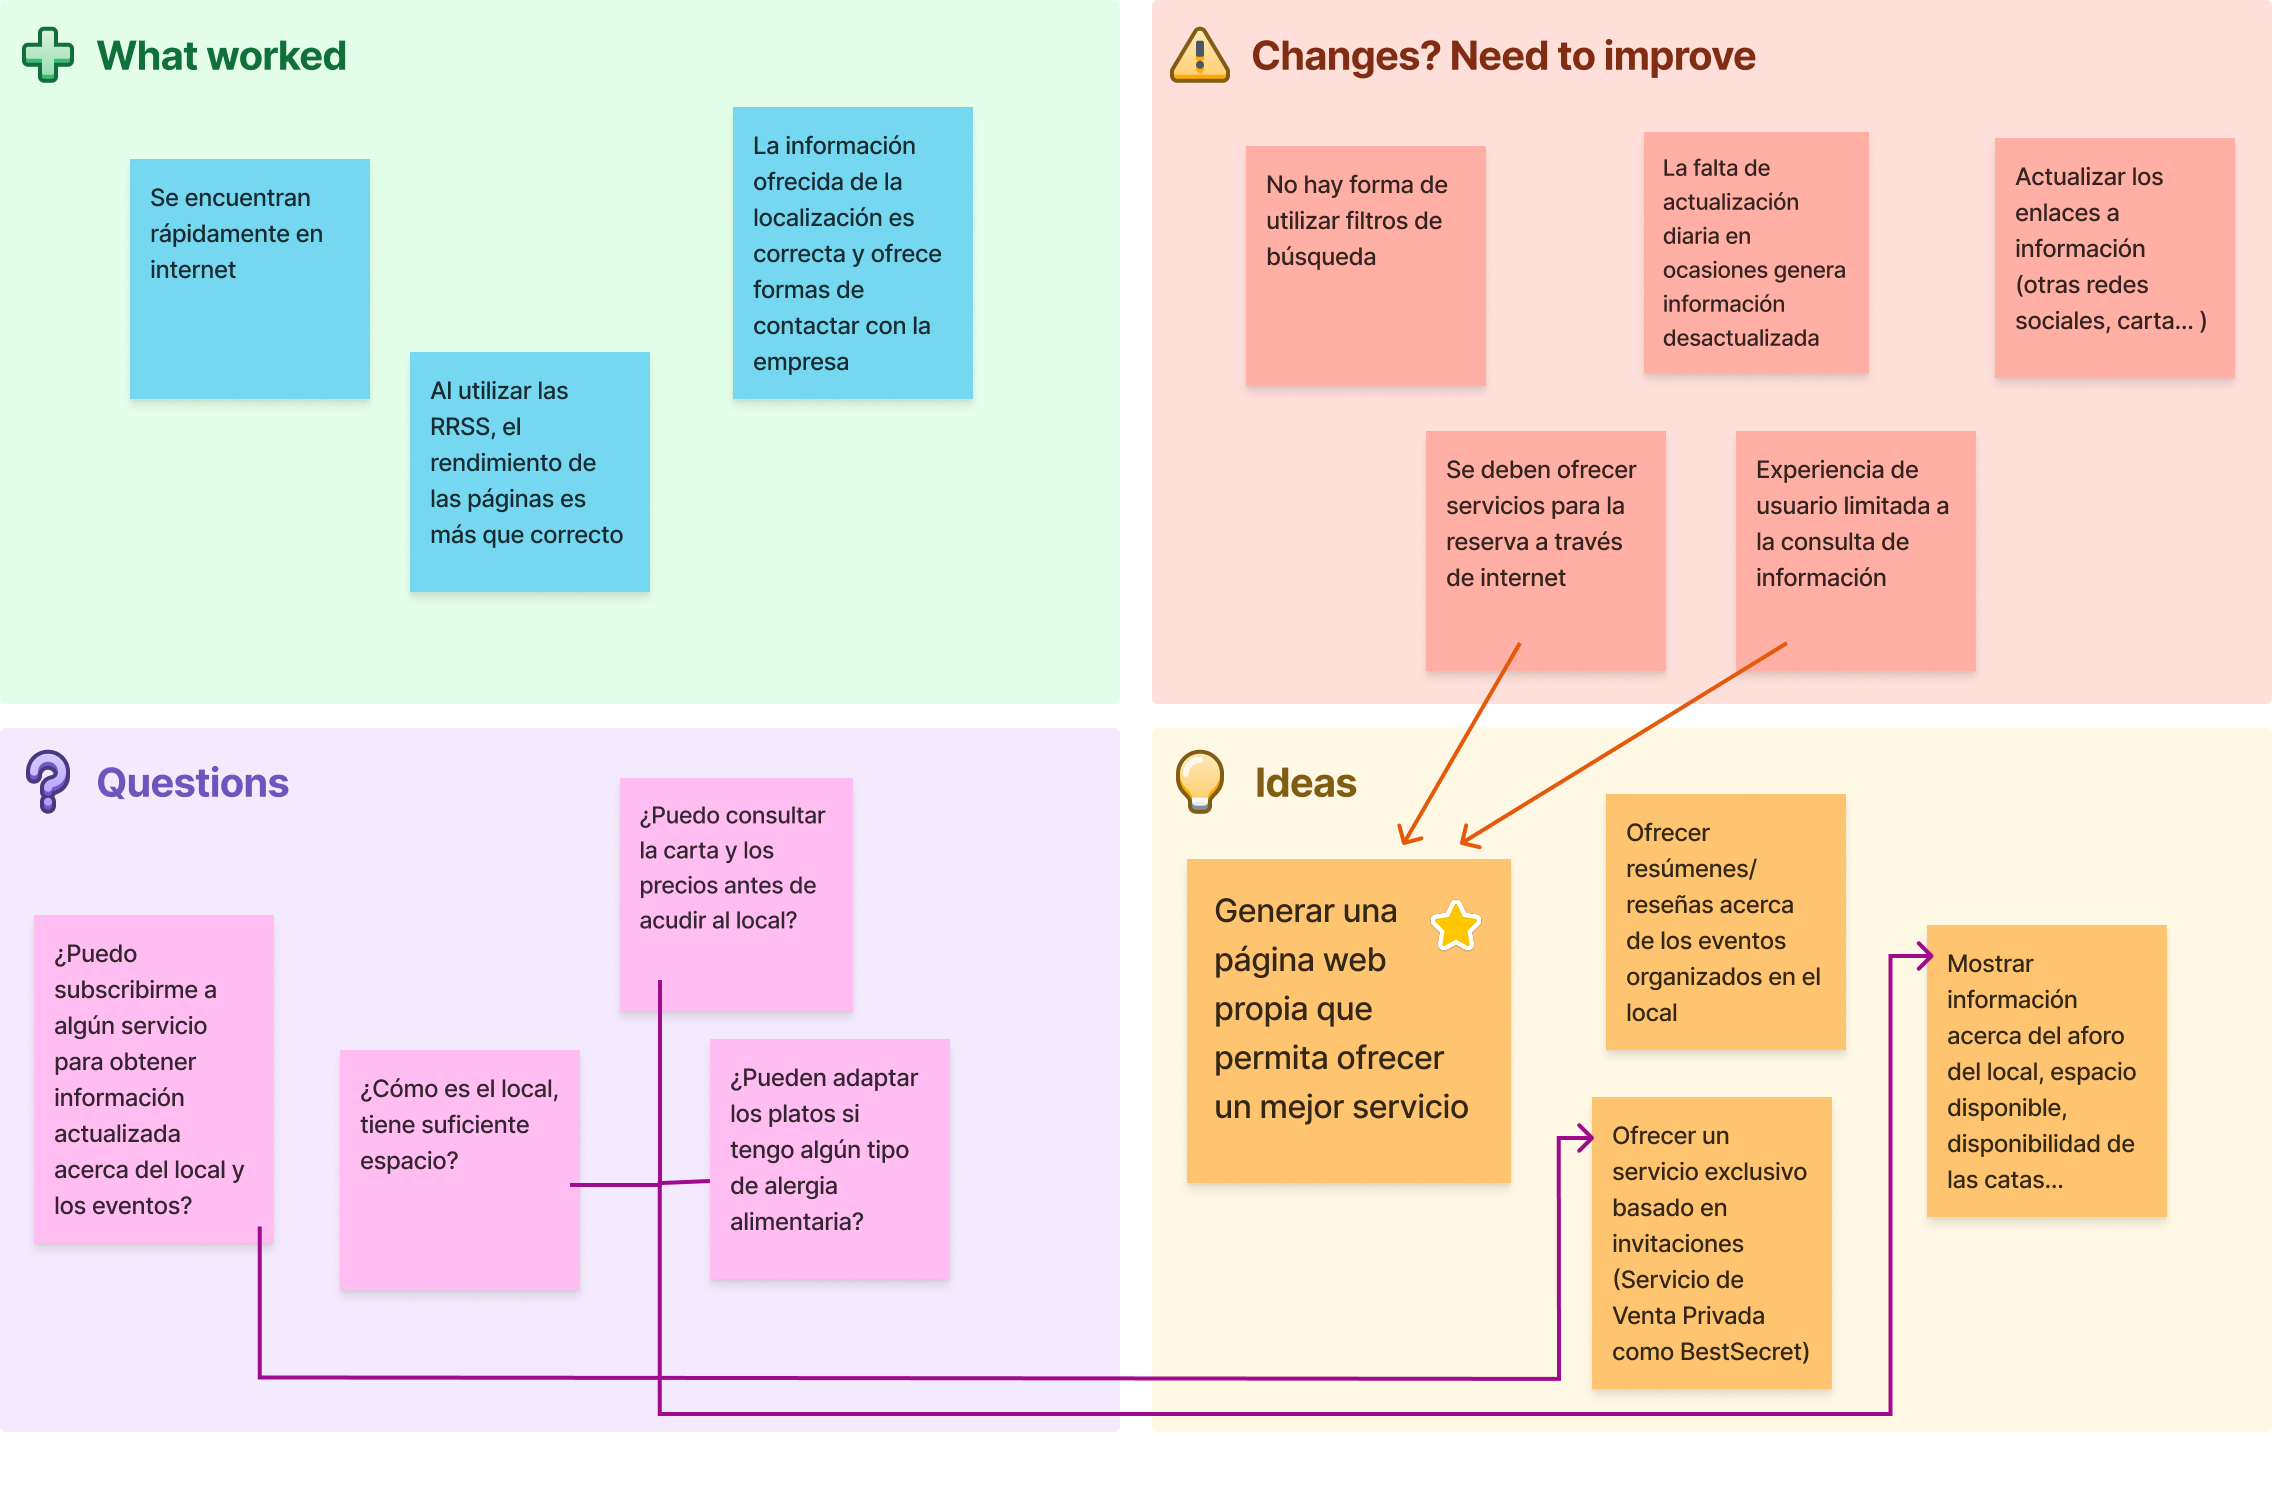 What worked
Se encuentran
rápidamente en
internet
Al utilizar las
RRSS, el
rendimiento de
las páginas es
más que correcto
La información
ofrecida de la
localización es
correcta y ofrece
formas de
contactar con la
empresa
Changes? Need to improve
No hay forma de
utilizar filtros de
búsqueda
La falta de
actualización
diaria en
ocasiones genera
información
desactualizada
Actualizar los
enlaces a
información
(otras redes
sociales, carta... )
Se deben ofrecer
servicios para la
reserva a través
de internet
Experiencia de
usuario limitada a
la consulta de
información
Questions
¿Puedo
subscribirme a
algún servicio
para obtener
información
actualizada
acerca del local y
los eventos?
¿Cómo es el local,
tiene suficiente
espacio?
¿Puedo consultar
la carta y los
precios antes de
acudir al local?
¿Pueden adaptar
los platos si
tengo algún tipo
de alergia
alimentaria?
Ideas
Generar una
página web
propia que
permita ofrecer
un mejor servicio
Ofrecer
resúmenes/
reseñas acerca
de los eventos
organizados en el
local
Ofrecer un
servicio exclusivo
basado en
invitaciones
(Servicio de
Venta Privada
como BestSecret)
Mostrar
información
acerca del aforo
del local, espacio
disponible,
disponibilidad de
las catas...